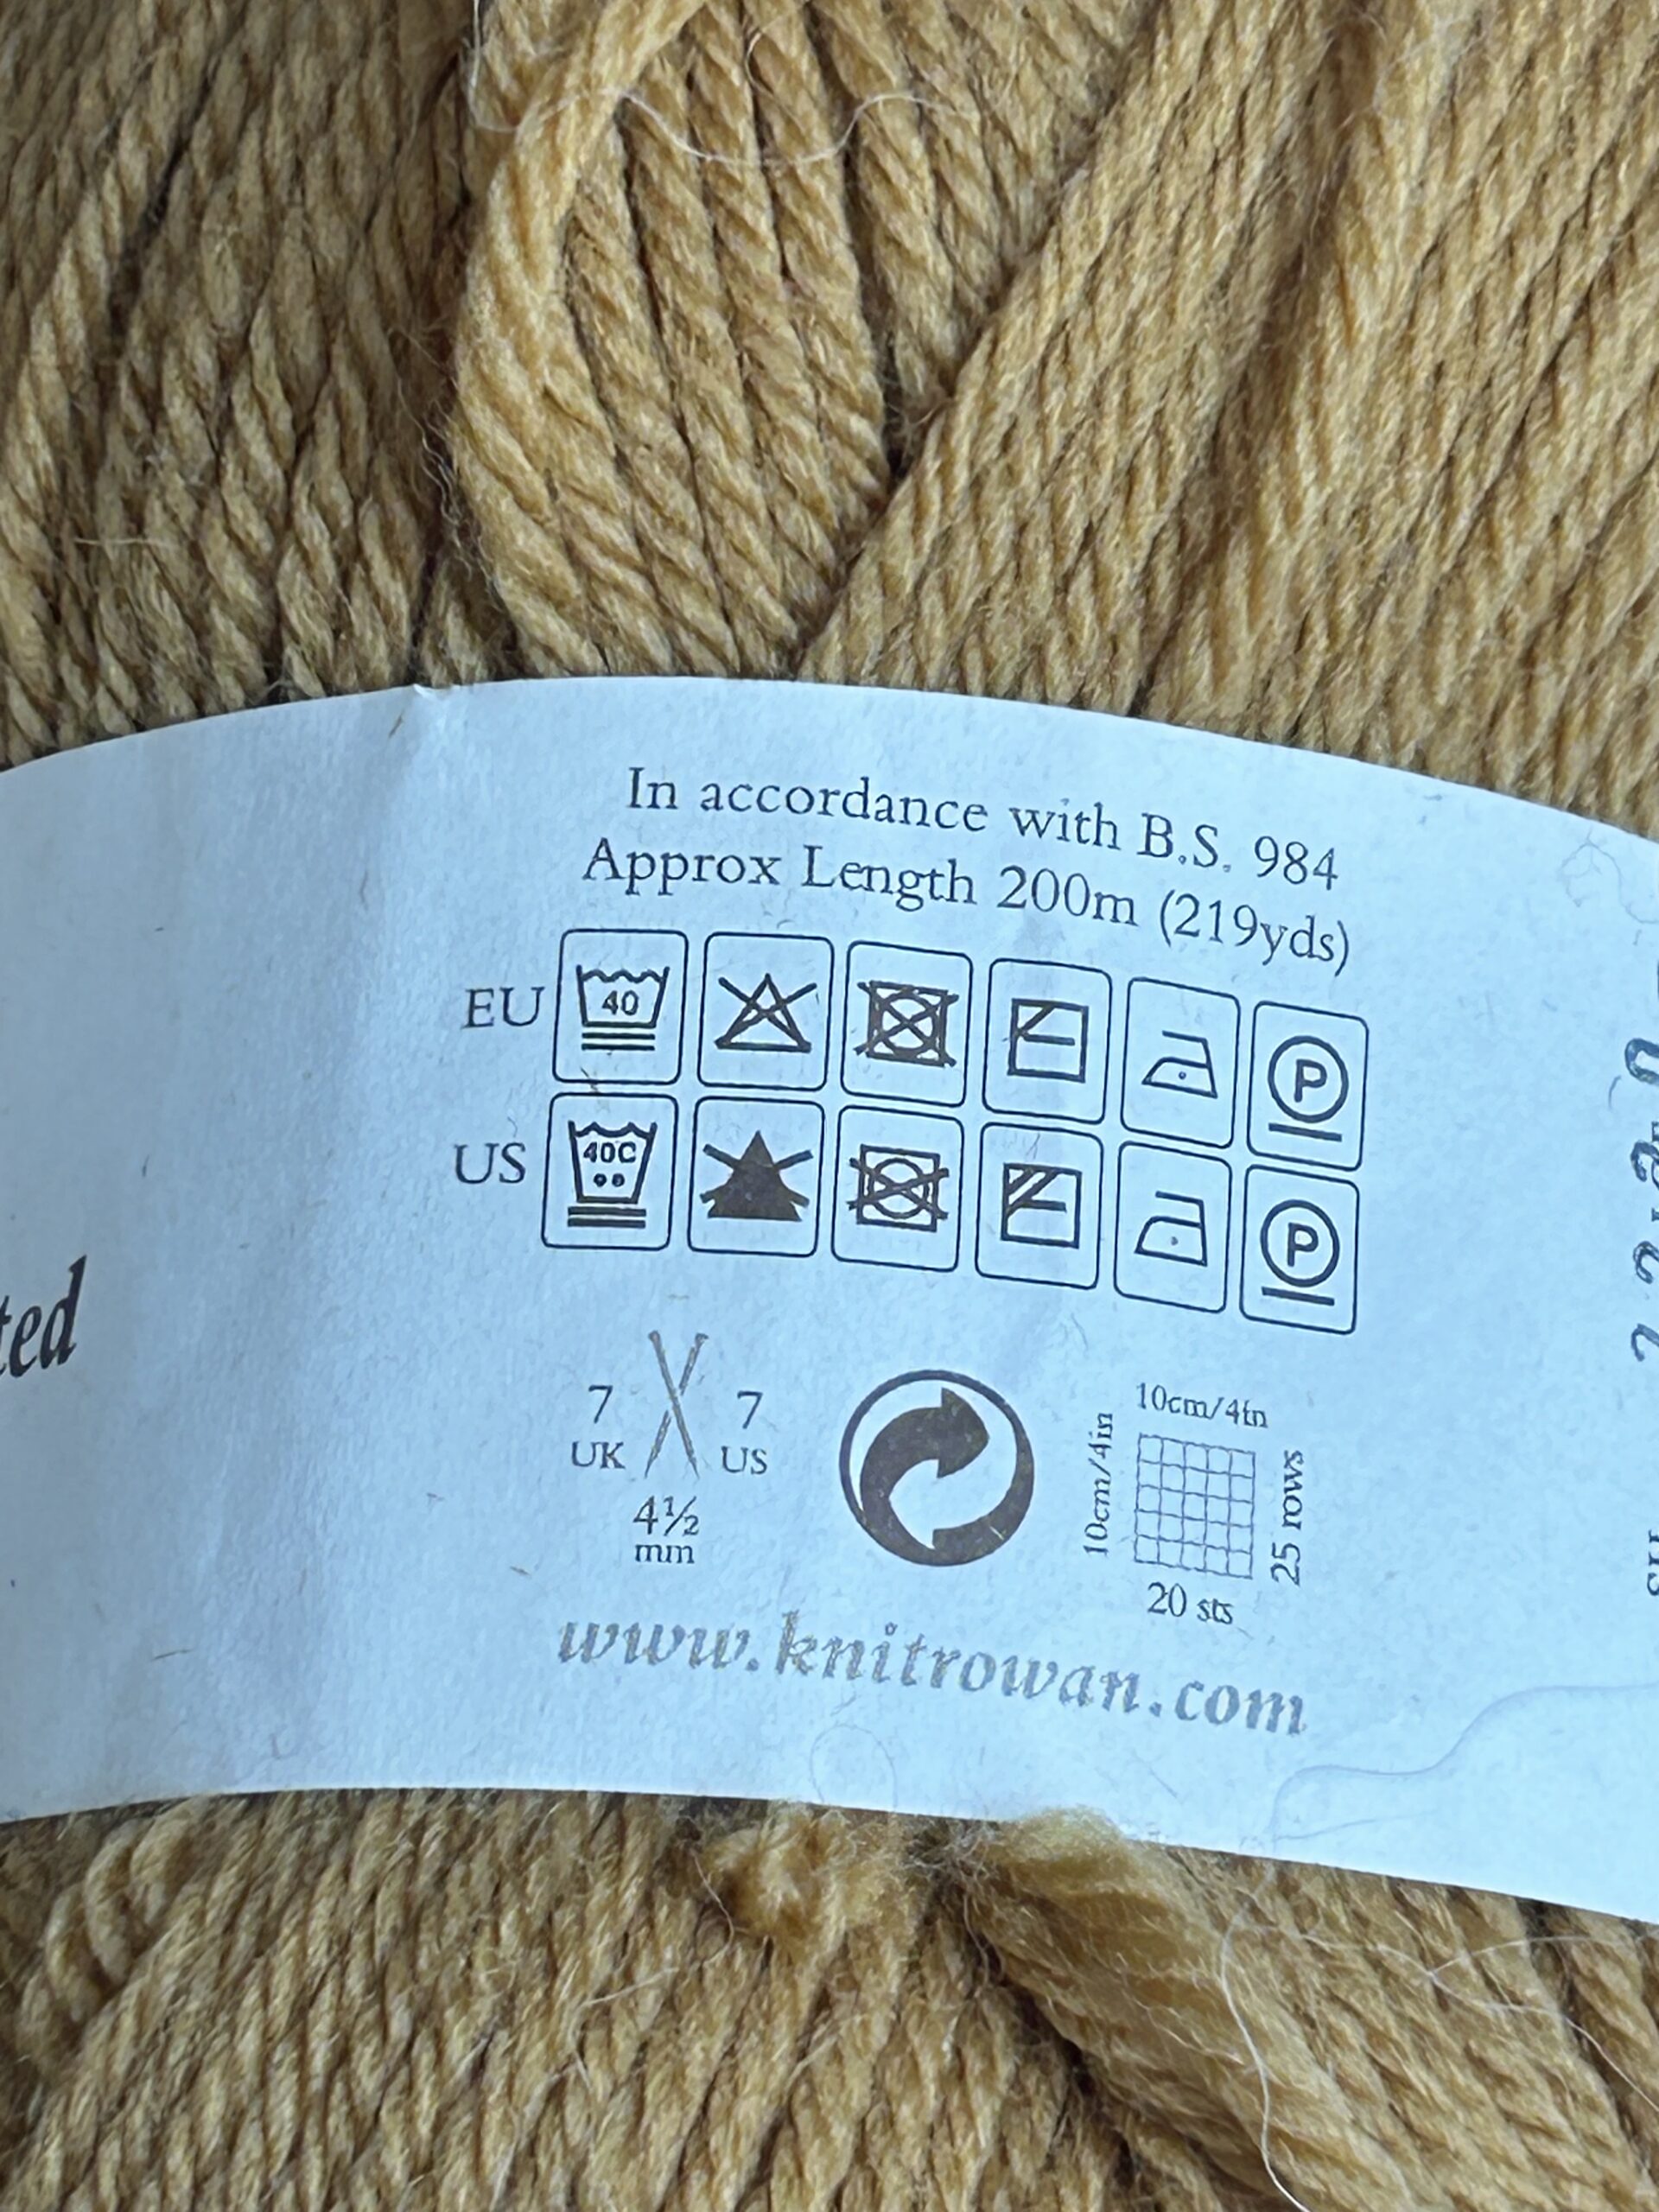 In accordance with B.S. 984
Approx Length 200m (219yds)
EU 40 P
US 40C P
ted
7 UK 7 US
4½ mm
10cm/4in
10cm/4in
25 rows
20 sts
www.knitrowan.com